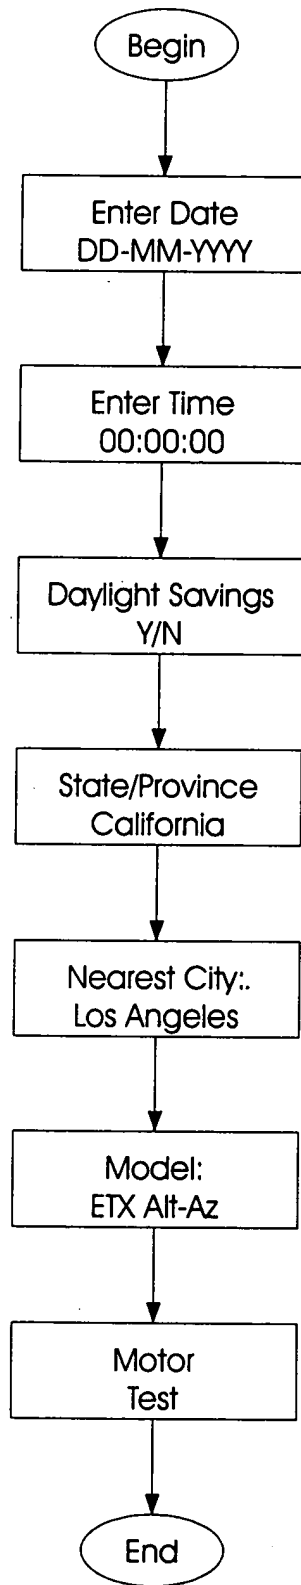 Begin
Enter Date
DD-MM-YYYY
Enter Time
00:00:00
Daylight Savings
Y/N
State/Province
California
Nearest City:.
Los Angeles
Model:
ETX Alt-Az
Motor
Test
End